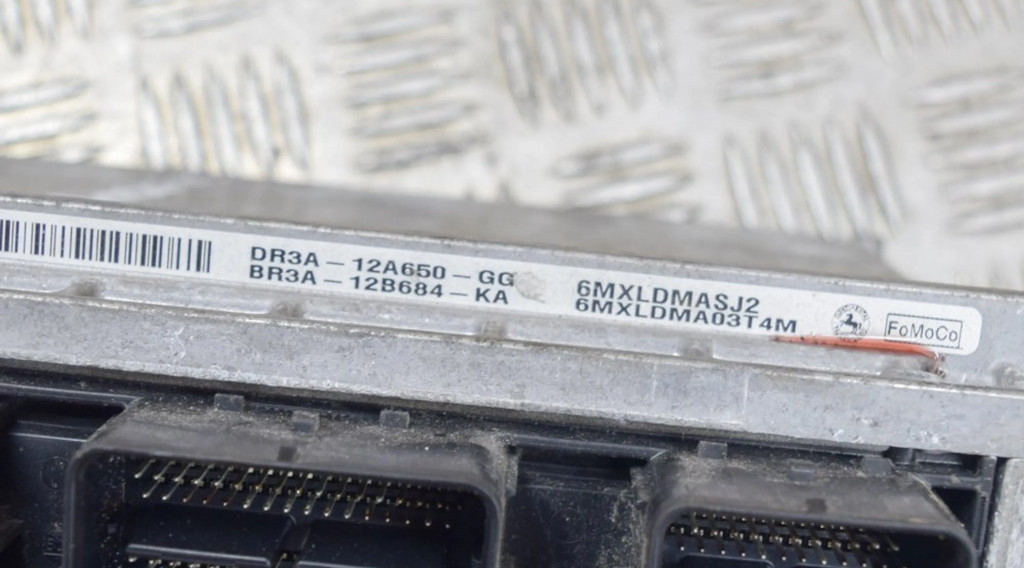 DR3A-12A650-GG
BR3A-12B684-KA
6MXLDMASJ2
6MXLDMA03T4M
FoMoCo